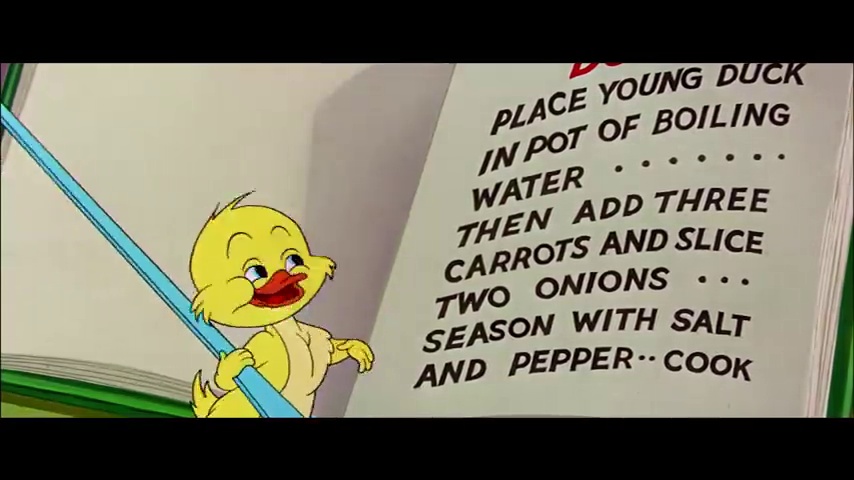 PLACE YOUNG DUCK
IN POT OF BOILING
WATER ........
THEN ADD THREE
CARROTS AND SLICE
TWO ONIONS ...
SEASON WITH SALT
AND PEPPER.. COOK